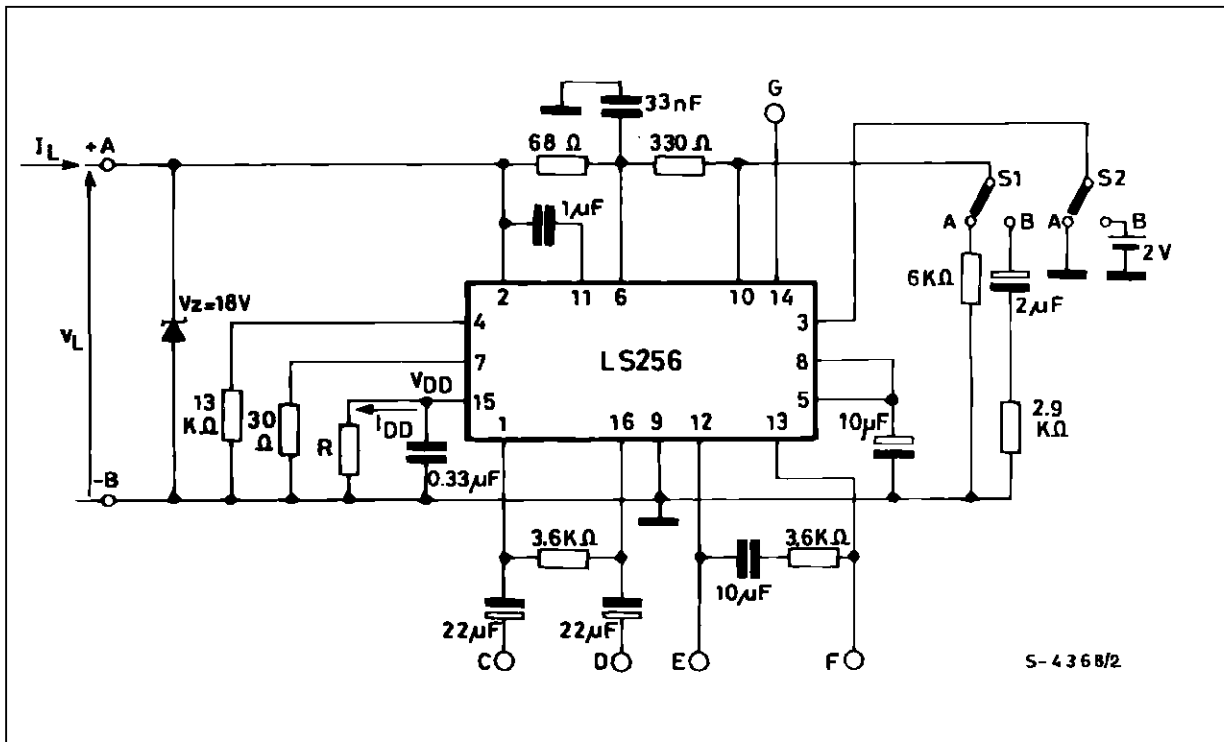 G
33nF
68 Ω
330 Ω
I_L
+A
S1
S2
1μF
A
B
A
B
2V
6KΩ
2μF
2
11
6
10
14
Vz=18V
4
3
V_L
LS256
7
8
V_DD
13 KΩ
30 Ω
15
5
R
I_DD
1
16
9
12
13
10μF
2.9 KΩ
0.33μF
-B
3.6KΩ
3.6KΩ
10μF
22μF
22μF
C
D
E
F
S-4368/2